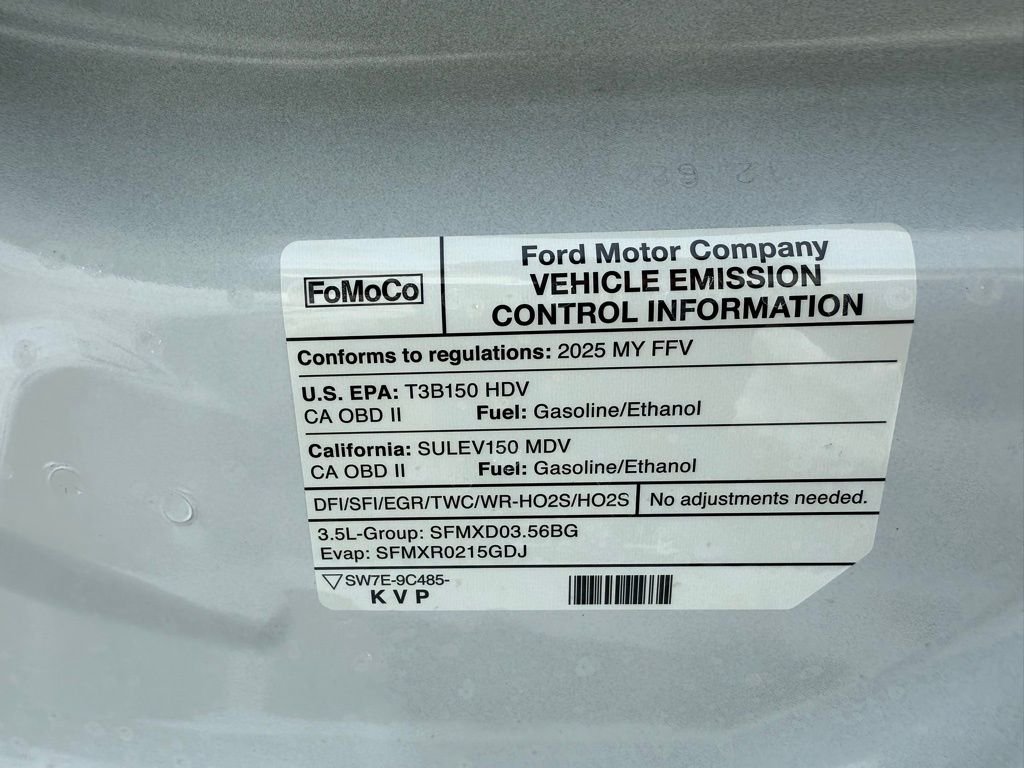 FoMoCo
Ford Motor Company
VEHICLE EMISSION
CONTROL INFORMATION
Conforms to regulations: 2025 MY FFV
U.S. EPA: T3B150 HDV
CA OBD II Fuel: Gasoline/Ethanol
California: SULEV150 MDV
CA OBD II Fuel: Gasoline/Ethanol
DFI/SFI/EGR/TWC/WR-HO2S/HO2S
No adjustments needed.
3.5L-Group: SFMXD03.56BG
Evap: SFMXR0215GDJ
SW7E-9C485-
K V P